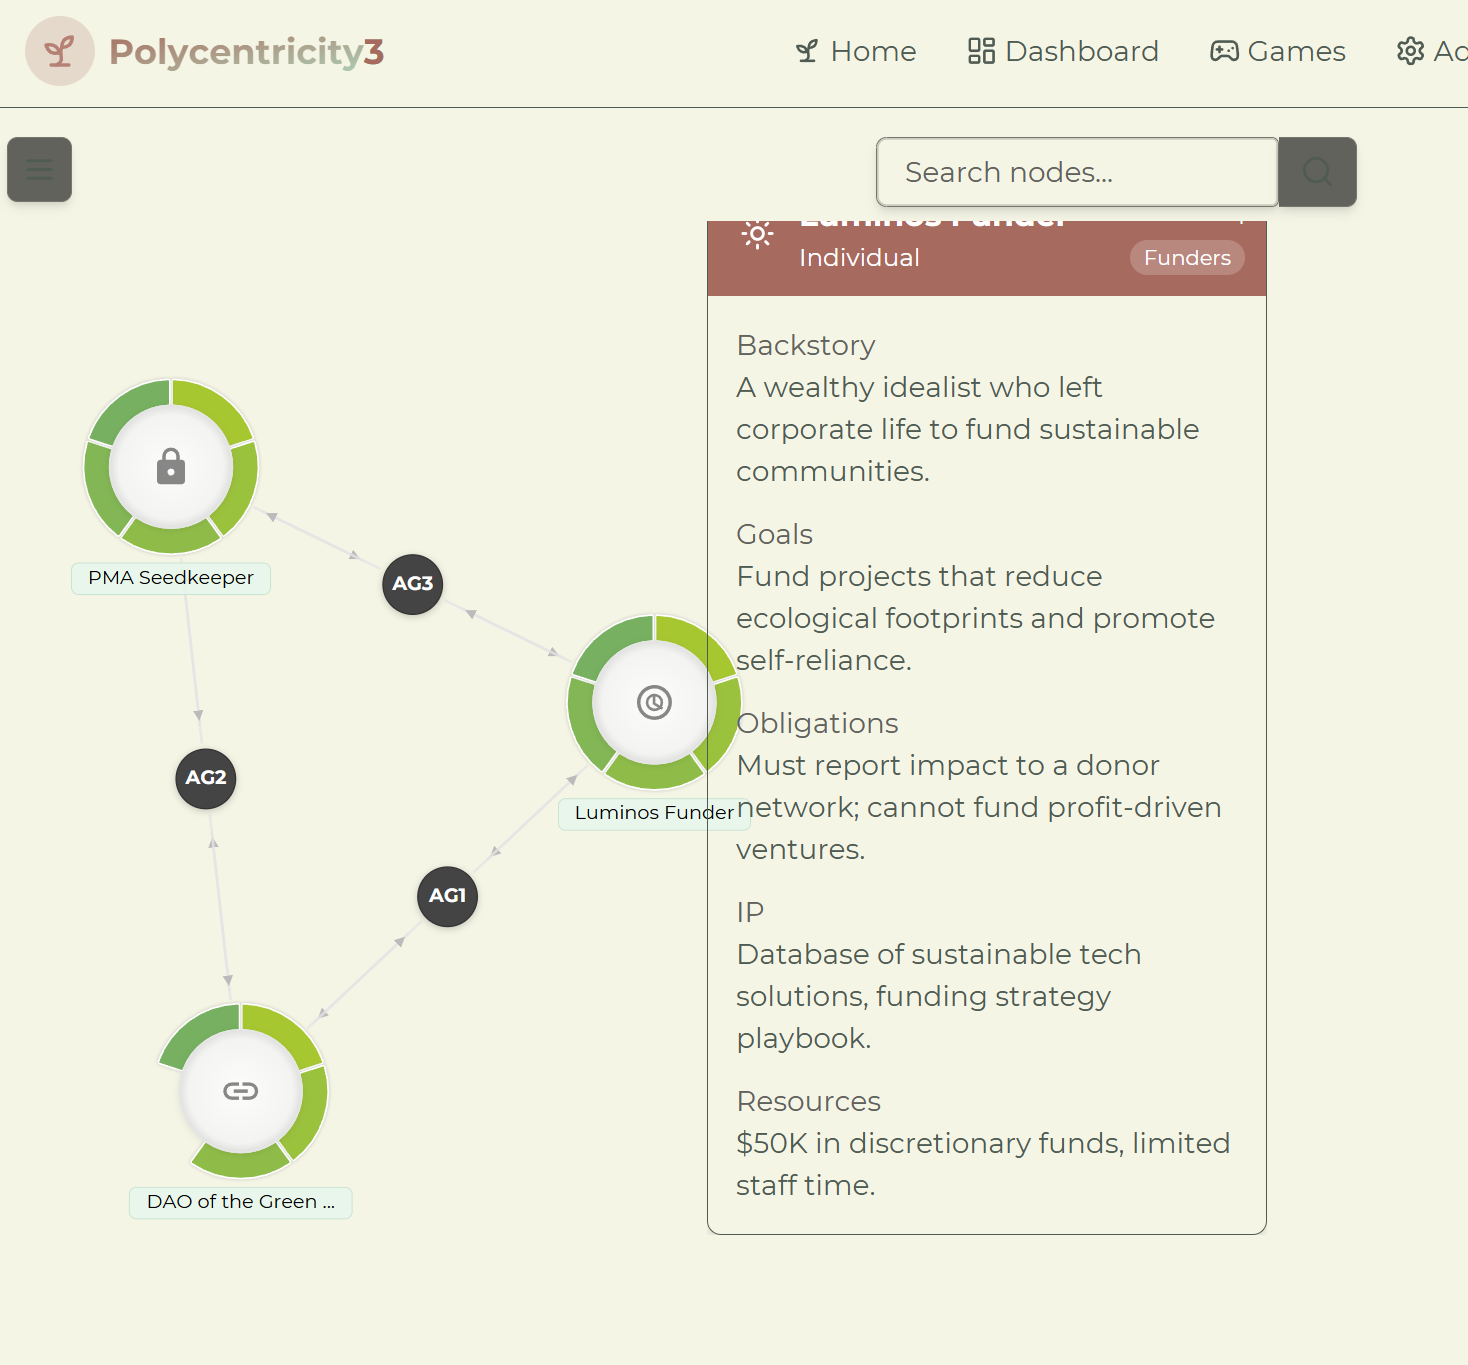 Polycentricity3
Home
Dashboard
Games
Search nodes...
Luminos Funder
Individual
Funders
Backstory
A wealthy idealist who left
corporate life to fund sustainable
communities.
Goals
Fund projects that reduce
ecological footprints and promote
self-reliance.
Obligations
Must report impact to a donor
network; cannot fund profit-driven
ventures.
IP
Database of sustainable tech
solutions, funding strategy
playbook.
Resources
$50K in discretionary funds, limited
staff time.
PMA Seedkeeper
AG3
AG2
Luminos Funder
AG1
DAO of the Green ...